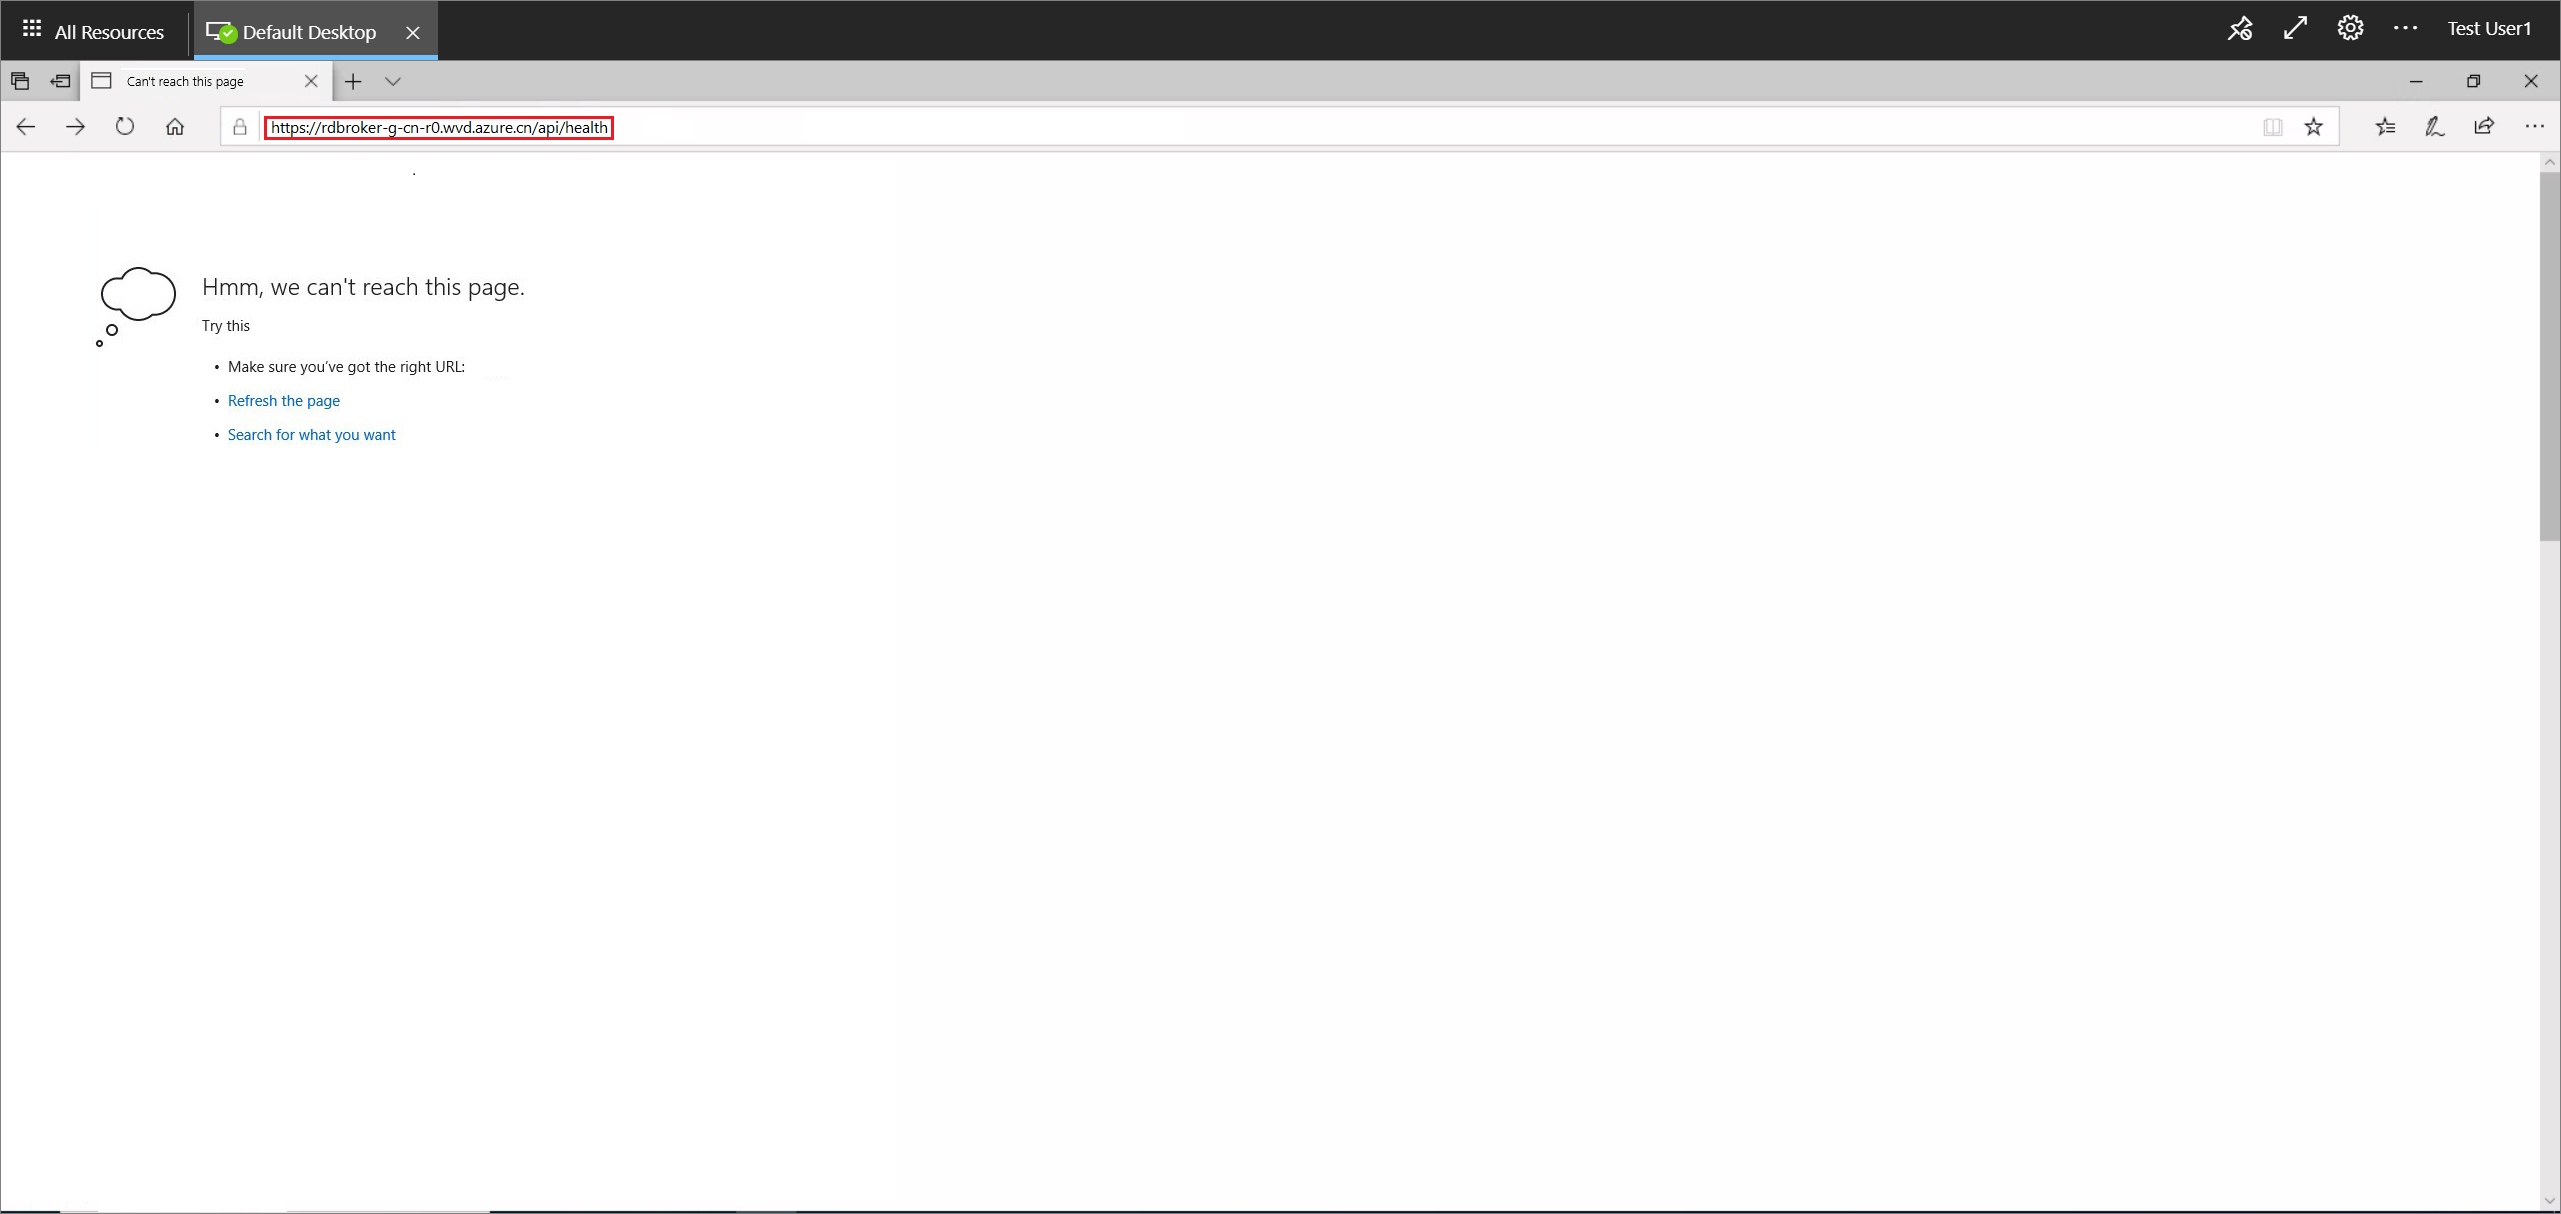 All Resources
Default Desktop
Test User1
Can't reach this page
https://rdbroker-g-cn-r0.wvd.azure.cn/api/health
Hmm, we can't reach this page.
Try this
• Make sure you’ve got the right URL:
• Refresh the page
• Search for what you want